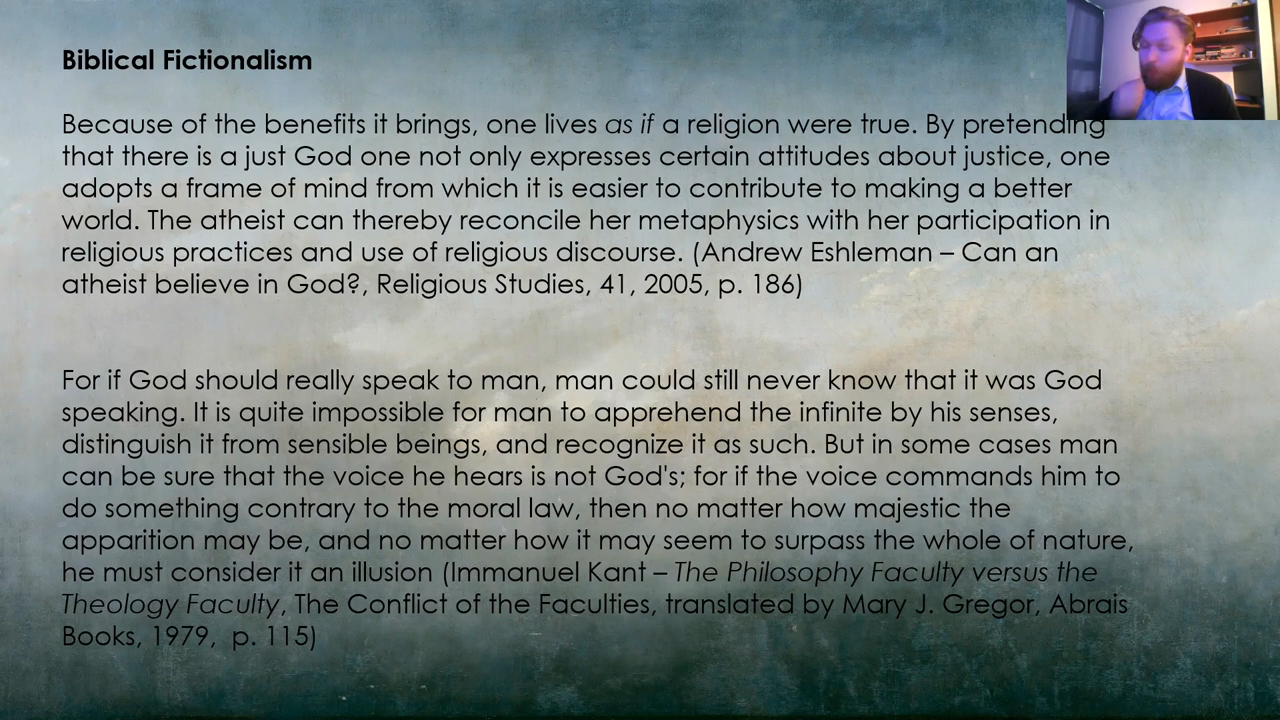 Biblical Fictionalism
Because of the benefits it brings, one lives as if a religion were true. By pretending
that there is a just God one not only expresses certain attitudes about justice, one
adopts a frame of mind from which it is easier to contribute to making a better
world. The atheist can thereby reconcile her metaphysics with her participation in
religious practices and use of religious discourse. (Andrew Eshleman – Can an
atheist believe in God?, Religious Studies, 41, 2005, p. 186)
For if God should really speak to man, man could still never know that it was God
speaking. It is quite impossible for man to apprehend the infinite by his senses,
distinguish it from sensible beings, and recognize it as such. But in some cases man
can be sure that the voice he hears is not God's; for if the voice commands him to
do something contrary to the moral law, then no matter how majestic the
apparition may be, and no matter how it may seem to surpass the whole of nature,
he must consider it an illusion (Immanuel Kant – The Philosophy Faculty versus the
Theology Faculty, The Conflict of the Faculties, translated by Mary J. Gregor, Abrais
Books, 1979, p. 115)